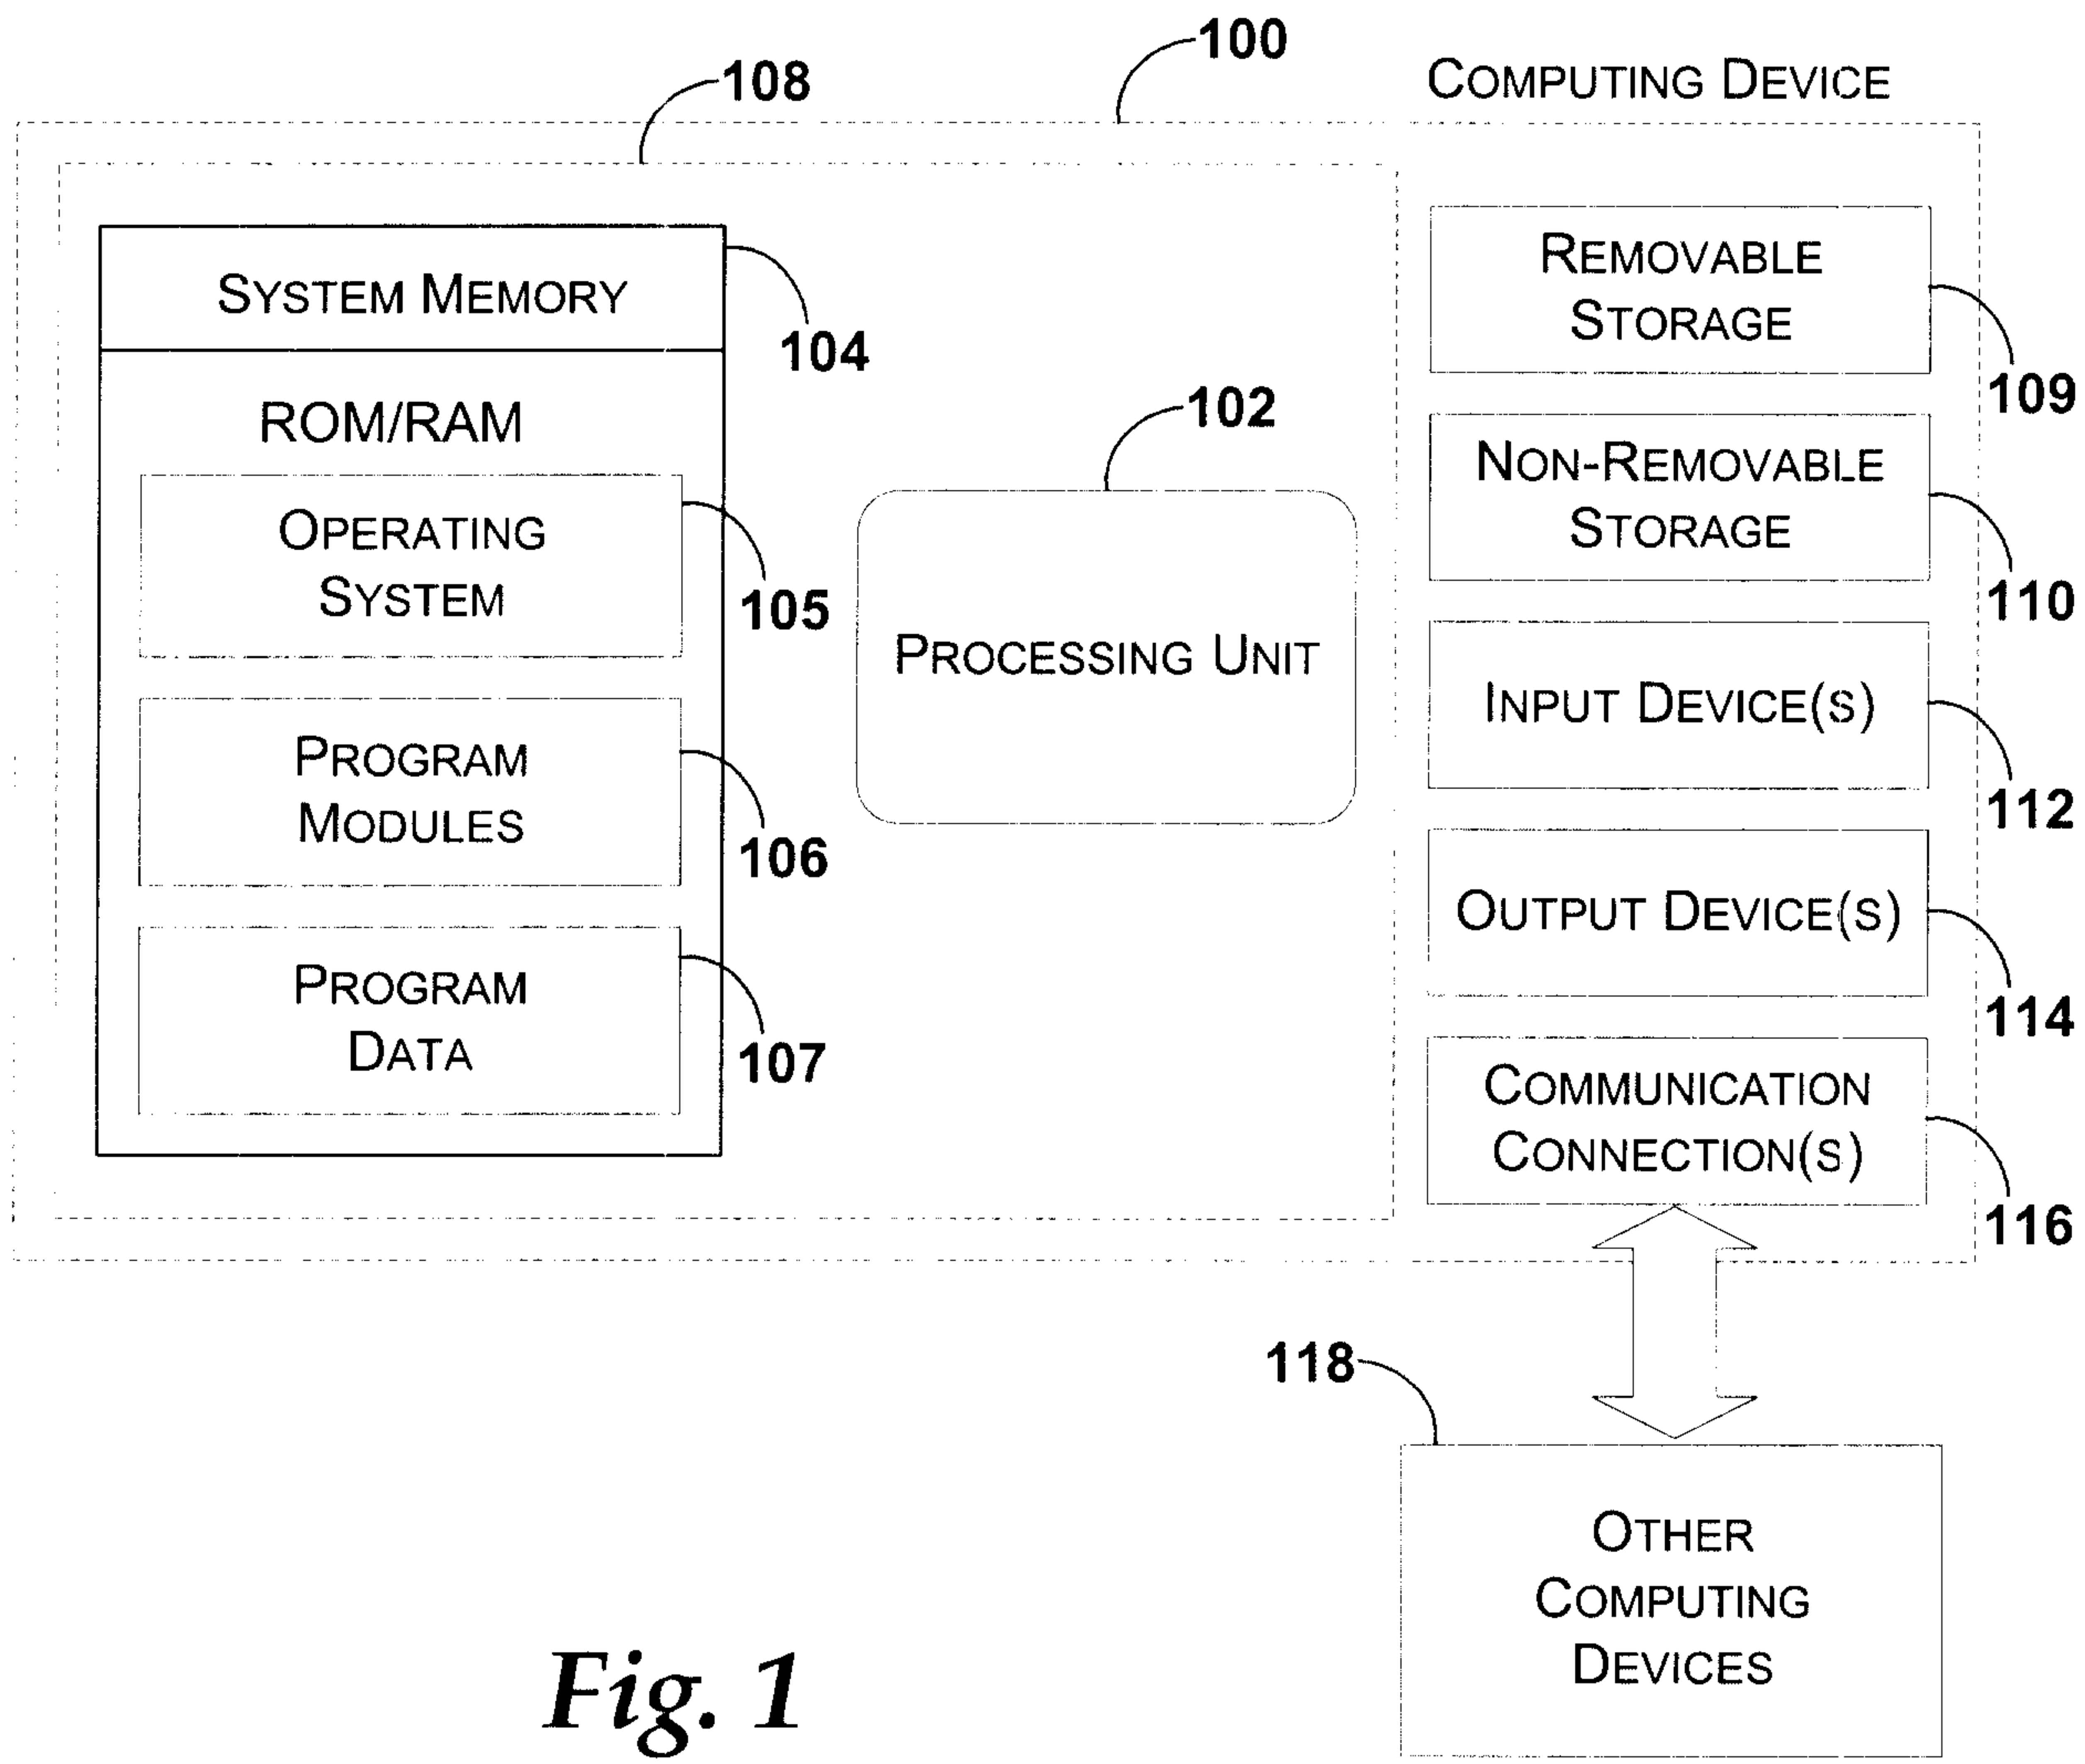 100
COMPUTING DEVICE
108
SYSTEM MEMORY
104
ROM/RAM
OPERATING
SYSTEM
105
PROGRAM
MODULES
106
PROGRAM
DATA
107
102
PROCESSING UNIT
REMOVABLE
STORAGE
109
NON-REMOVABLE
STORAGE
110
INPUT DEVICE(S)
112
OUTPUT DEVICE(S)
114
COMMUNICATION
CONNECTION(S)
116
118
OTHER
COMPUTING
DEVICES
Fig. 1